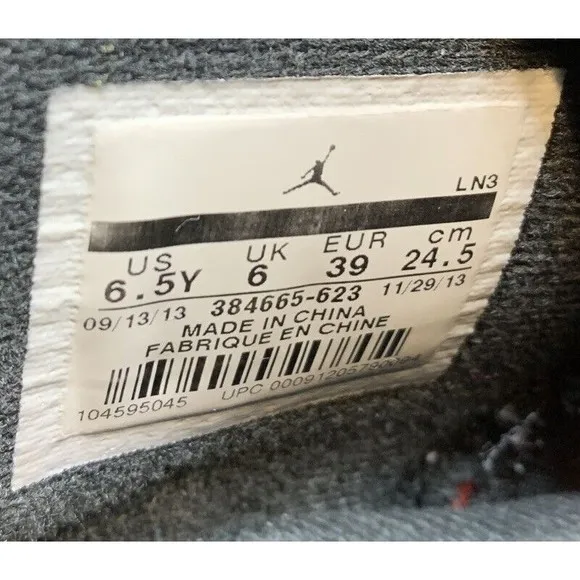 LN3
US UK EUR cm
6.5Y 6 39 24.5
09/13/13 384665-623 11/29/13
MADE IN CHINA
FABRIQUE EN CHINE
104595045 UPC